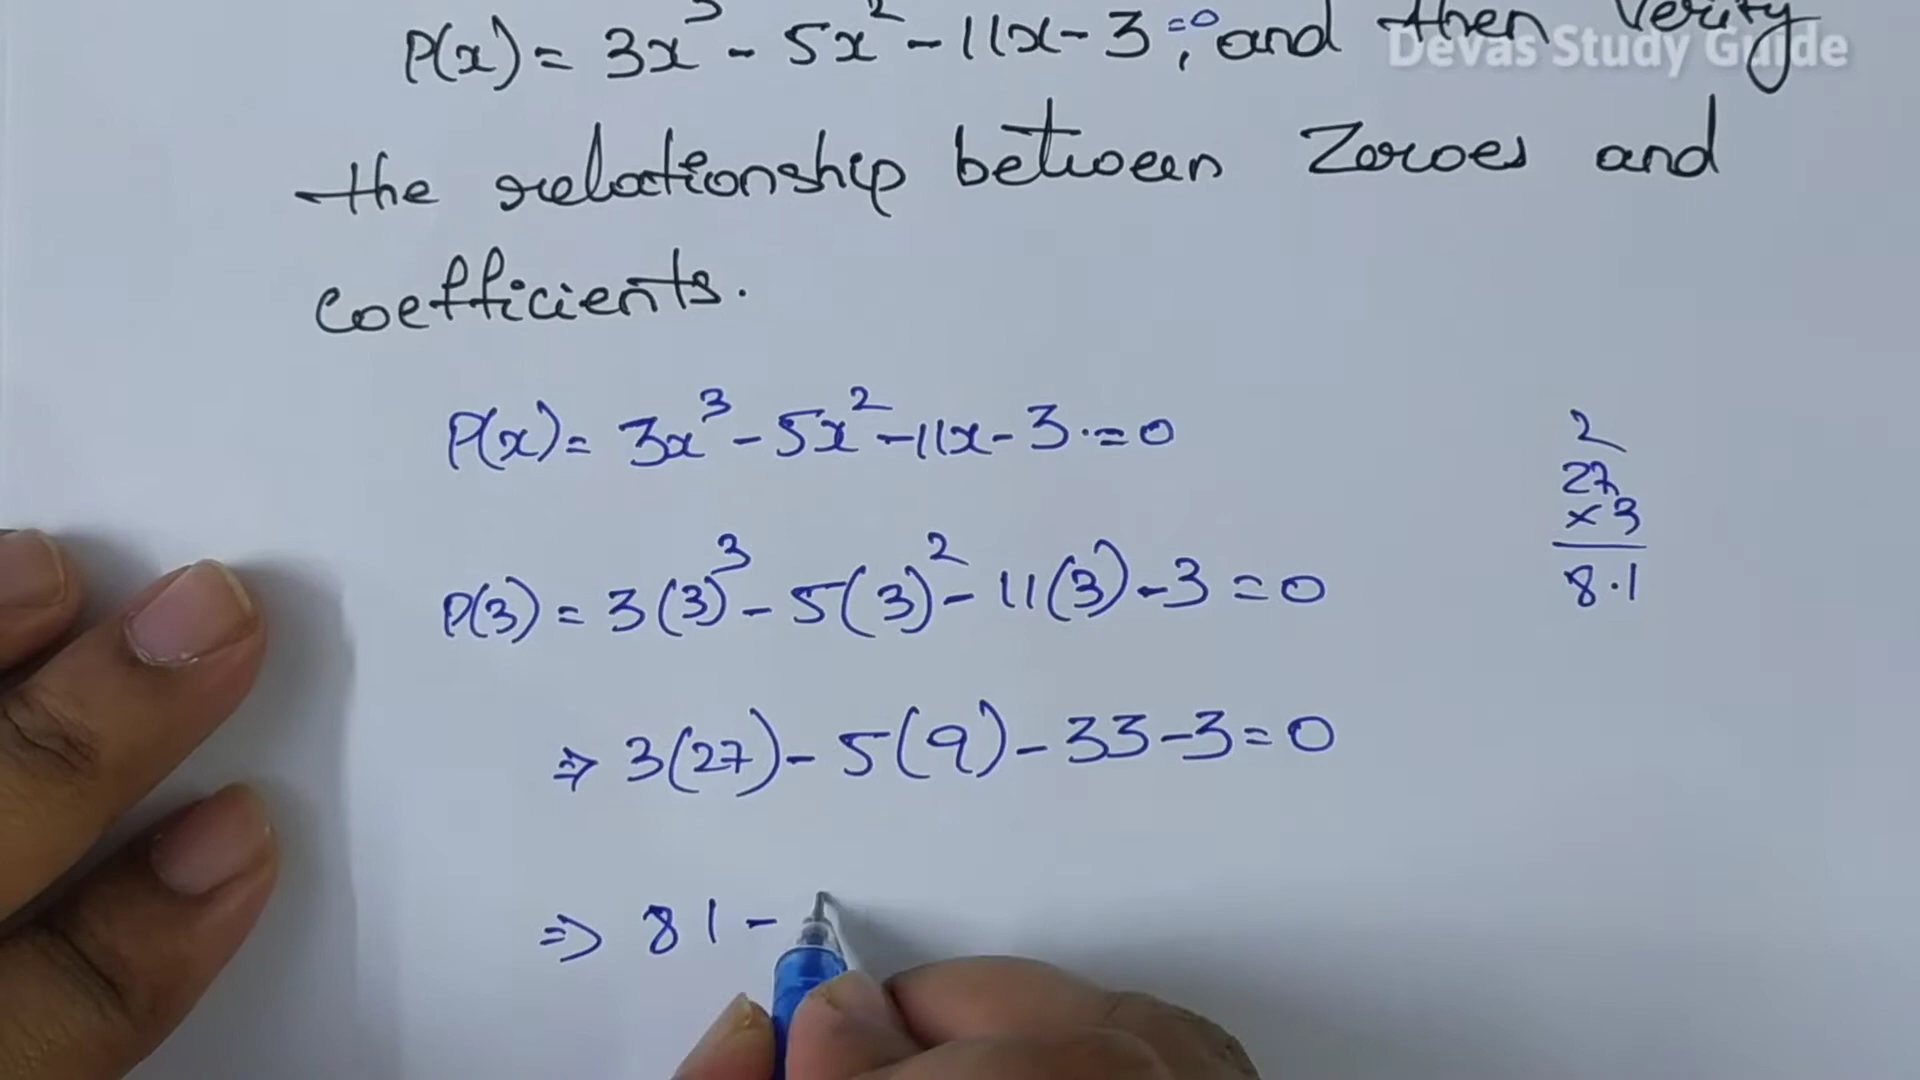 P(x) = 3x³ - 5x² - 11x - 3 =0, and then verify
Devas Study Guide
the relationship between Zeroes and
coefficients.
P(x) = 3x³ - 5x² - 11x - 3 . = 0
P(3) = 3(3)³ - 5(3)² - 11(3) - 3 = 0
⇒ 3(27) - 5(9) - 33 - 3 = 0
⇒ 81 -
2
27
×3
8.1